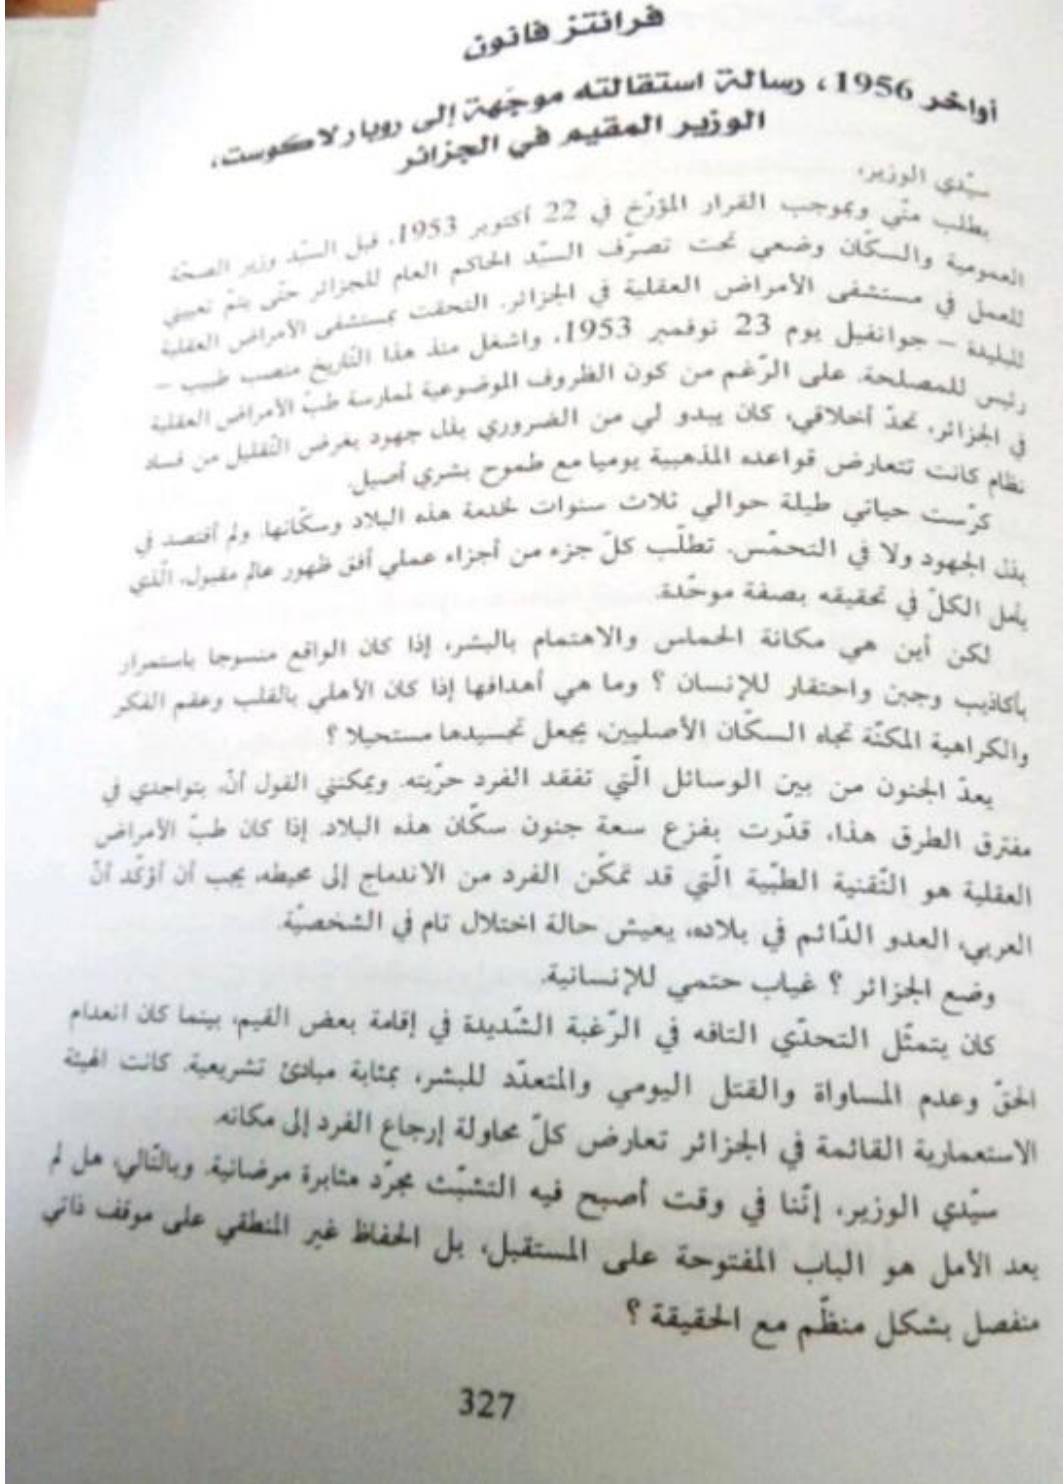 فرانتز فانون
أواخر 1956، رسالة استقالته موجّهة إلى روبار لاكوست،
الوزير المقيم في الجزائر
سيّدي الوزير،
بطلب منّي وبموجب القرار المؤرّخ في 22 أكتوبر 1953، قبل السيّد وزير الصحّة
العمومية والسكّان وضعي تحت تصرّف السيّد الحاكم العام للجزائر حتّى يتمّ تعييني
للعمل في مستشفى الأمراض العقلية في الجزائر. التحقت بمستشفى الأمراض العقلية
للبليدة – جوانفيل يوم 23 نوفمبر 1953، واشغل منذ هذا التّاريخ منصب طبيب –
رئيس للمصلحة. على الرّغم من كون الظروف الموضوعية لممارسة طبّ الأمراض العقلية
في الجزائر، تحدّ أخلاقي، كان يبدو لي من الضروري بذل جهود بغرض التّقليل من فساد
نظام كانت تتعارض قواعده المذهبية يوميا مع طموح بشري أصيل.
كرّست حياتي طيلة حوالي ثلاث سنوات لخدمة هذه البلاد وسكّانها. ولم أقتصد في
بذل الجهود ولا في التحمّس. تطلّب كلّ جزء من أجزاء عملي أفق ظهور عالم مقبول، الّذي
يأمل الكلّ في تحقيقه بصفة موحّدة.
لكن أين هي مكانة الحماس والاهتمام بالبشر، إذا كان الواقع منسوجا باستمرار
بأكاذيب وجبن واحتقار للإنسان ؟ وما هي أهدافها إذا كان الأهلي بالقلب وعقم الفكر
والكراهية المكنّة تجاه السكّان الأصليين، يجعل تجسيدها مستحيلا ؟
يعدّ الجنون من بين الوسائل الّتي تفقد الفرد حرّيته. ويمكنني القول أنّ، بتواجدي في
مفترق الطرق هذا، قدّرت بفزع سعة جنون سكّان هذه البلاد. إذا كان طبّ الأمراض
العقلية هو التّقنية الطبّية الّتي قد تمكّن الفرد من الاندماج إلى محيطه، يجب أن أؤكّد أنّ
العربي، العدو الدّائم في بلاده، يعيش حالة اختلال تام في الشخصيّة.
وضع الجزائر ؟ غياب حتمي للإنسانية.
كان يتمثّل التحدّي التافه في الرّغبة الشّديدة في إقامة بعض القيم، بينما كان انعدام
الحقّ وعدم المساواة والقتل اليومي والمتعدّد للبشر، بمثابة مبادئ تشريعية. كانت الهيئة
الاستعمارية القائمة في الجزائر تعارض كلّ محاولة إرجاع الفرد إلى مكانه.
سيّدي الوزير، إنّنا في وقت أصبح فيه التشبّث مجرّد مثابرة مرضانية. وبالتّالي، هل لم
يعد الأمل هو الباب المفتوحة على المستقبل، بل الحفاظ غير المنطقي على موقف ذاتي
منفصل بشكل منظّم مع الحقيقة ؟
327